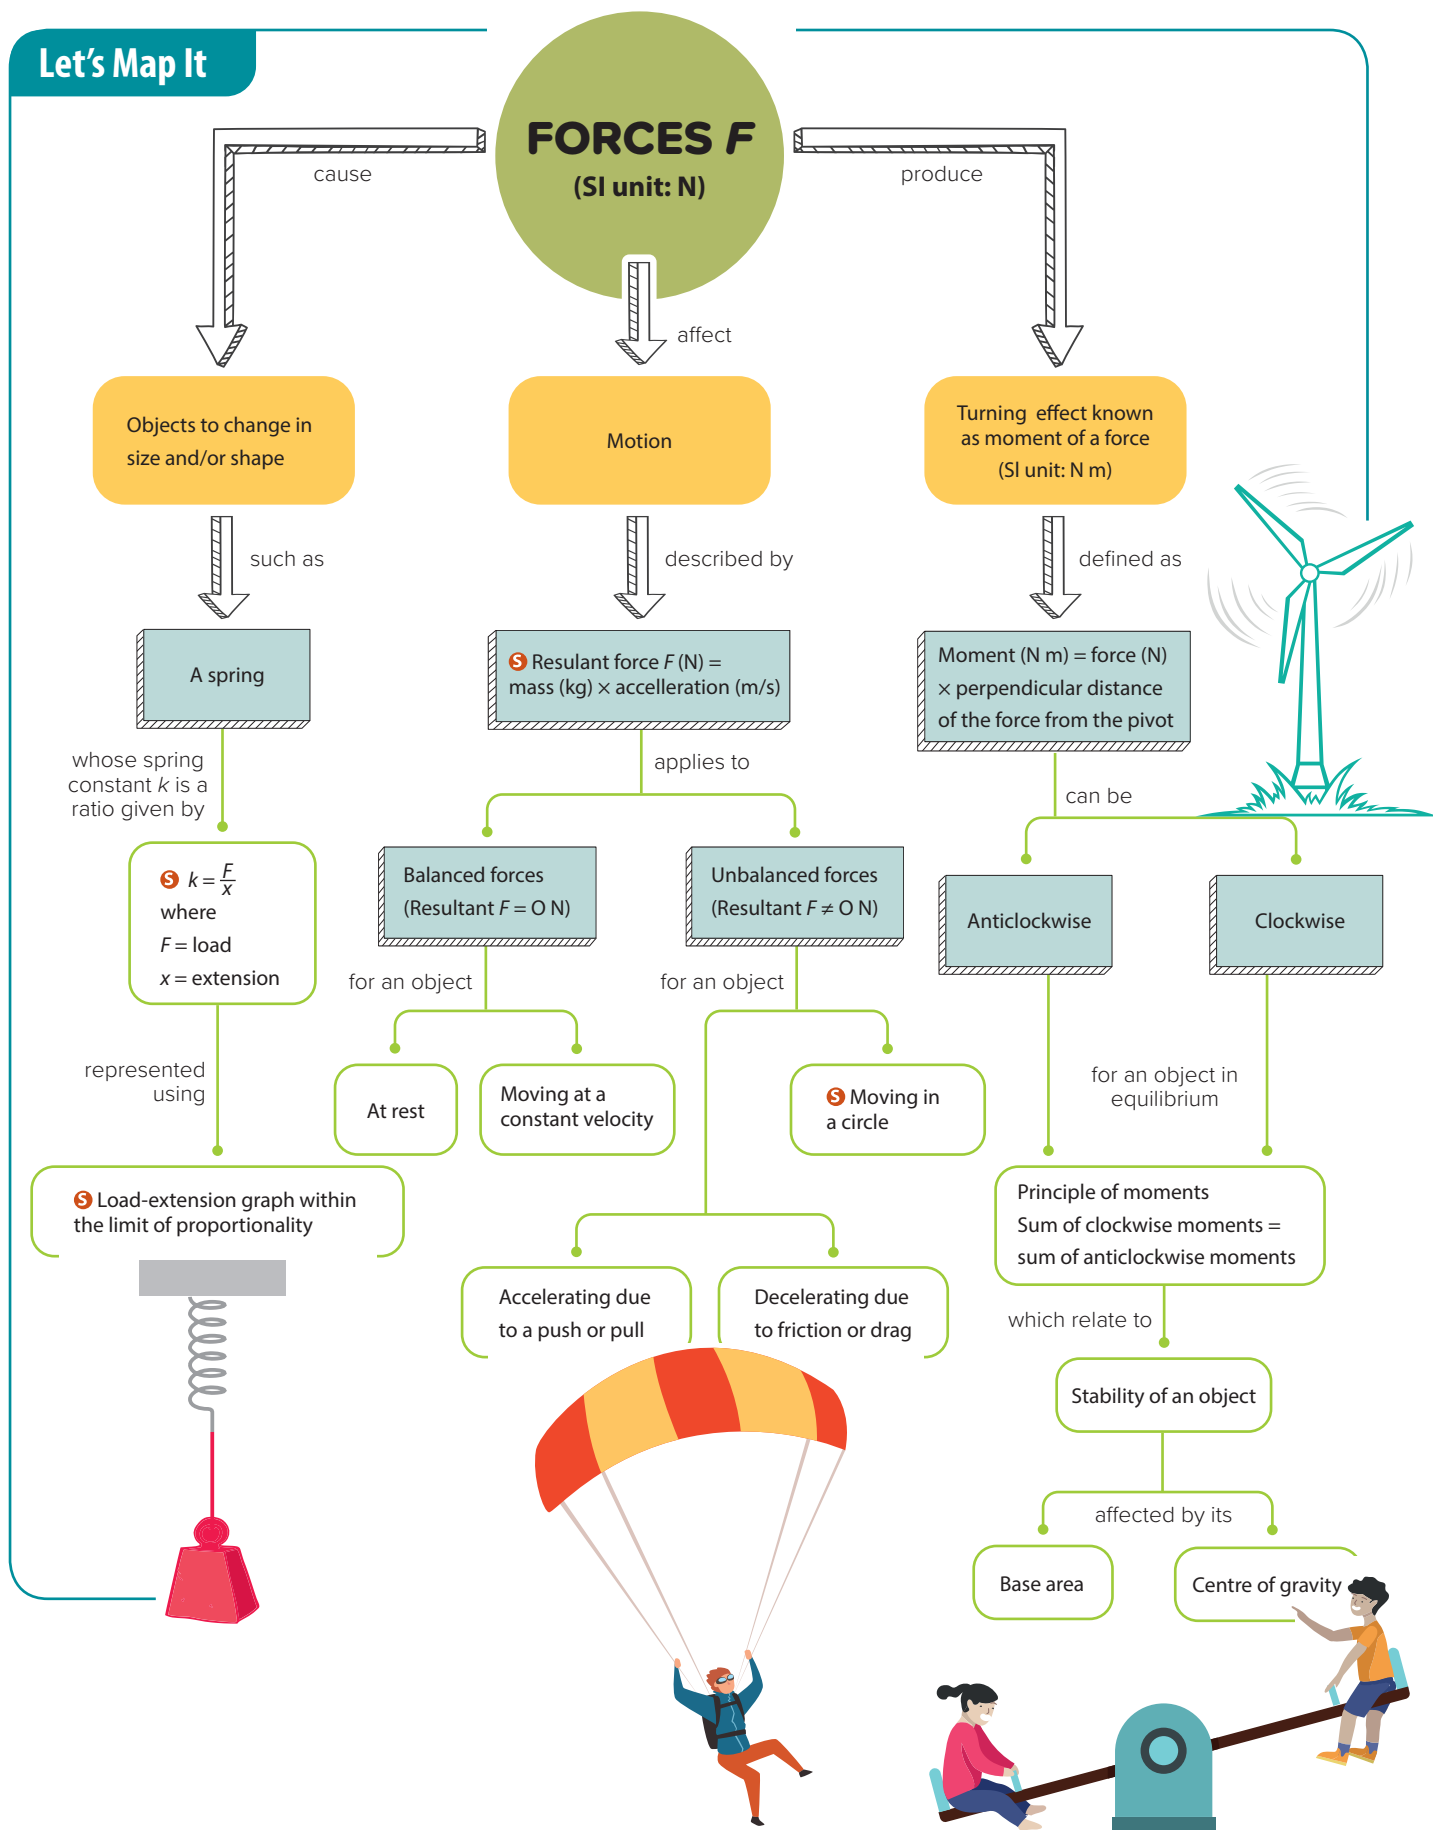 Let's Map It
FORCES F
(SI unit: N)
cause
produce
affect
Objects to change in
size and/or shape
Motion
Turning effect known
as moment of a force
(SI unit: N m)
such as
described by
defined as
A spring
S Resulant force F (N) =
mass (kg) × accelleration (m/s)
Moment (N m) = force (N)
× perpendicular distance
of the force from the pivot
whose spring
constant k is a
ratio given by
applies to
can be
S k = F/x
where
F = load
x = extension
Balanced forces
(Resultant F = O N)
Unbalanced forces
(Resultant F ≠ O N)
Anticlockwise
Clockwise
for an object
for an object
represented
using
At rest
Moving at a
constant velocity
S Moving in
a circle
for an object in
equilibrium
S Load-extension graph within
the limit of proportionality
Principle of moments
Sum of clockwise moments =
sum of anticlockwise moments
Accelerating due
to a push or pull
Decelerating due
to friction or drag
which relate to
Stability of an object
affected by its
Base area
Centre of gravity